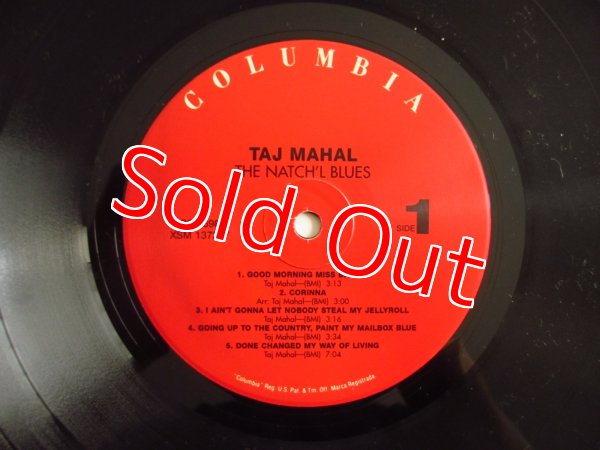 COLUMBIA
TAJ MAHAL
THE NATCH'L BLUES
Sold Out
XSM
SIDE 1
1. GOOD MORNING MISS
Taj Mahal—(BMI) 3:13
2. CORINNA
Arr: Taj Mahal—(BMI) 3:00
3. I AIN'T GONNA LET NOBODY STEAL MY JELLYROLL
Taj Mahal—(BMI) 3:16
4. GOING UP TO THE COUNTRY, PAINT MY MAILBOX BLUE
Taj Mahal—(BMI) 3:34
5. DONE CHANGED MY WAY OF LIVING
Taj Mahal—(BMI) 7:04
"Columbia" Reg. U.S. Pat. & Tm. Off. Marca Registrada.